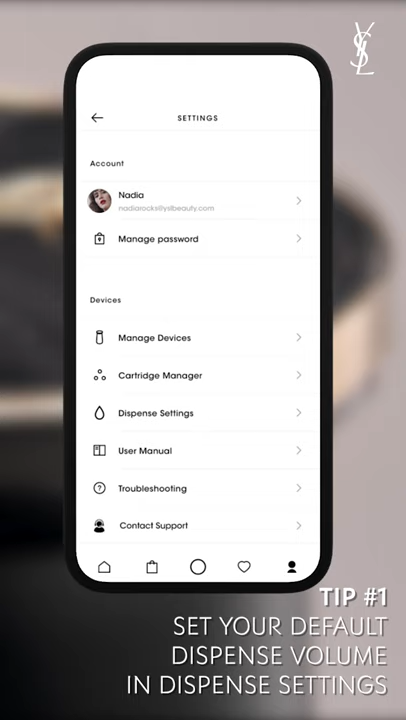 YSL
SETTINGS
Account
Nadia
nadiarocks@yslbeauty.com
Manage password
Devices
Manage Devices
Cartridge Manager
Dispense Settings
User Manual
? Troubleshooting
Contact Support
TIP #1
SET YOUR DEFAULT
DISPENSE VOLUME
IN DISPENSE SETTINGS